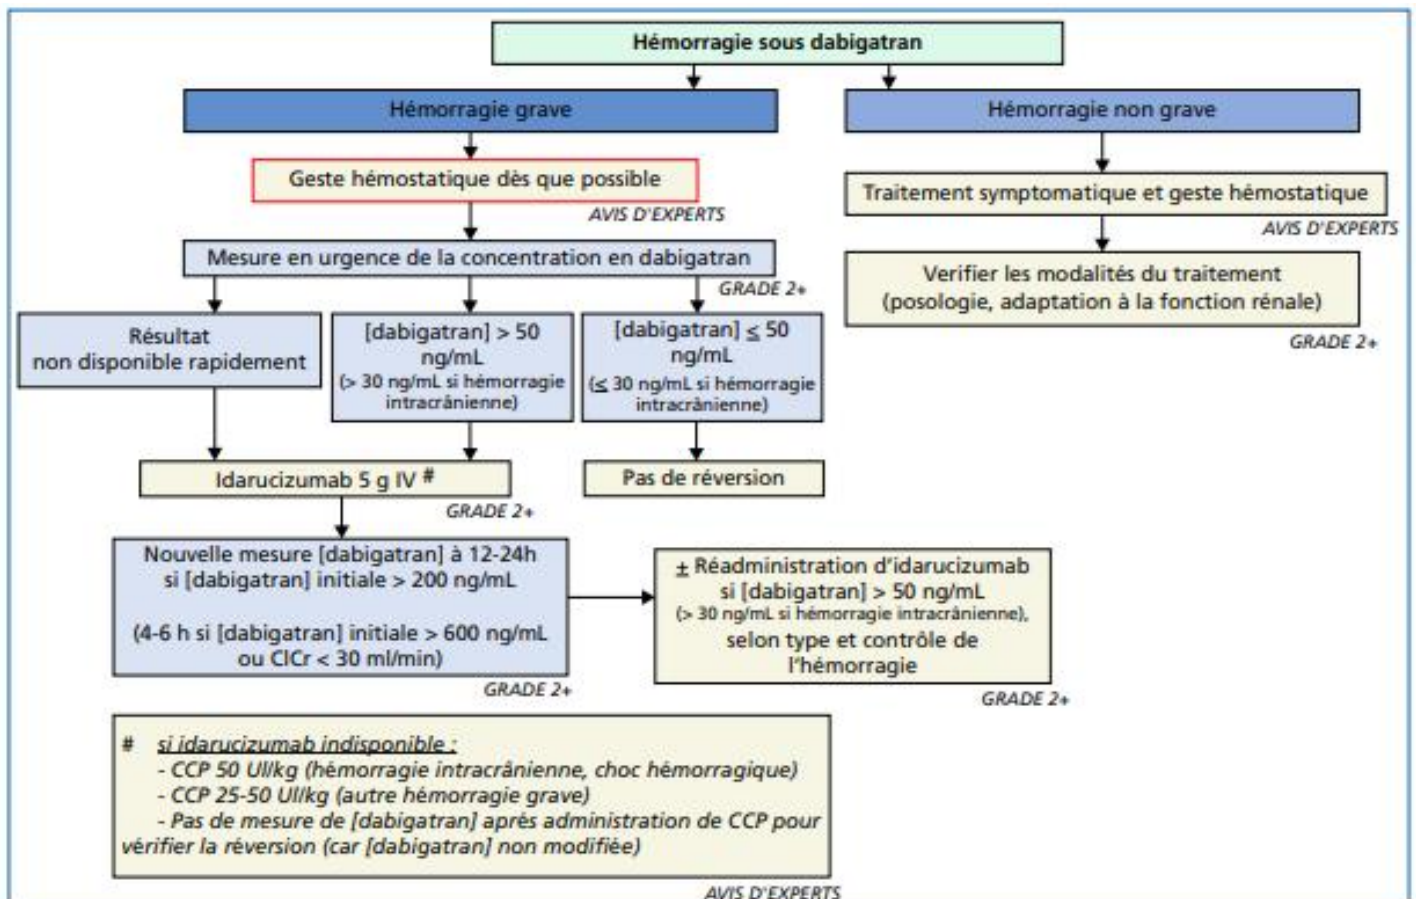 Hémorragie sous dabigatran
Hémorragie grave
Hémorragie non grave
Geste hémostatique dès que possible
AVIS D'EXPERTS
Traitement symptomatique et geste hémostatique
AVIS D'EXPERTS
Mesure en urgence de la concentration en dabigatran
GRADE 2+
Verifier les modalités du traitement
(posologie, adaptation à la fonction rénale)
GRADE 2+
Résultat
non disponible rapidement
[dabigatran] > 50
ng/mL
(> 30 ng/mL si hémorragie
intracrânienne)
[dabigatran] ≤ 50
ng/mL
(≤ 30 ng/mL si hémorragie
intracrânienne)
Idarucizumab 5 g IV #
GRADE 2+
Pas de réversion
Nouvelle mesure [dabigatran] à 12-24h
si [dabigatran] initiale > 200 ng/mL
(4-6 h si [dabigatran] initiale > 600 ng/mL
ou ClCr < 30 ml/min)
GRADE 2+
± Réadministration d'idarucizumab
si [dabigatran] > 50 ng/mL
(> 30 ng/mL si hémorragie intracrânienne),
selon type et contrôle de
l'hémorragie
GRADE 2+
# si idarucizumab indisponible :
- CCP 50 UI/kg (hémorragie intracrânienne, choc hémorragique)
- CCP 25-50 UI/kg (autre hémorragie grave)
- Pas de mesure de [dabigatran] après administration de CCP pour
vérifier la réversion (car [dabigatran] non modifiée)
AVIS D'EXPERTS